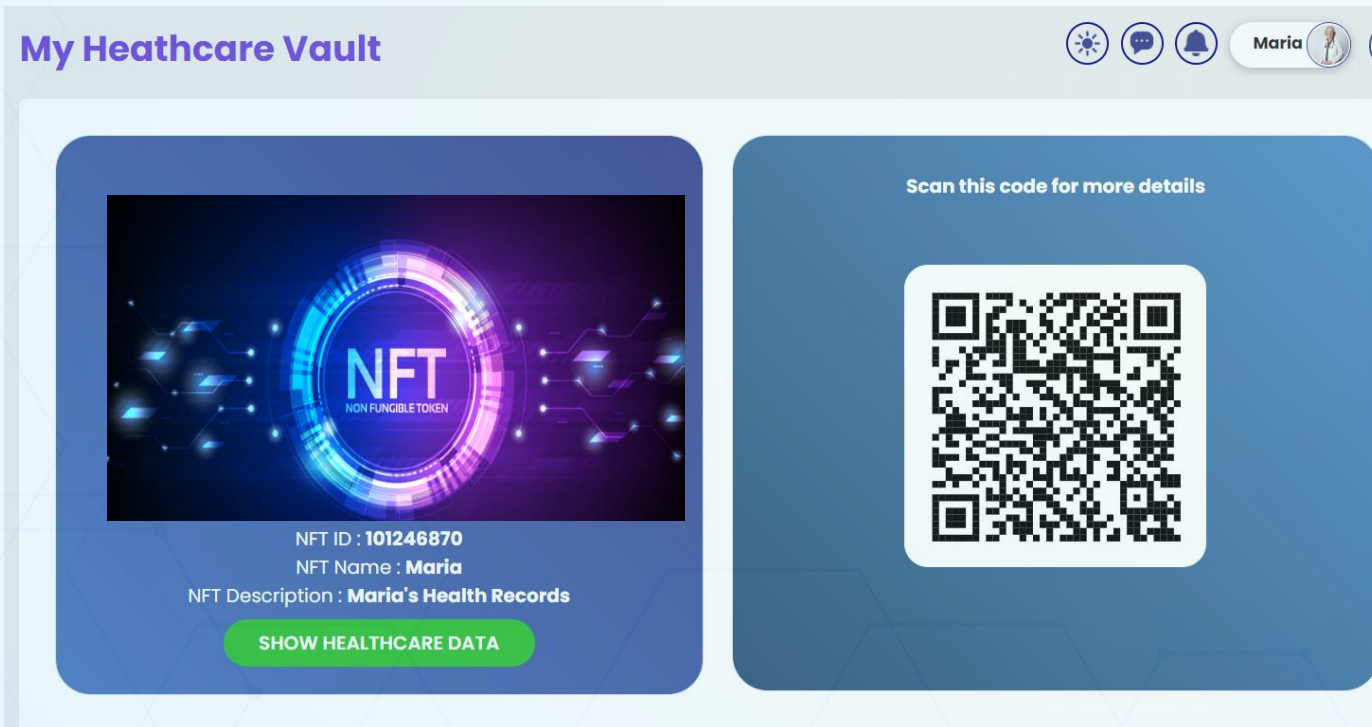 My Heathcare Vault
Maria
NFT
NON FUNGIBLE TOKEN
NFT ID : 101246870
NFT Name : Maria
NFT Description : Maria's Health Records
SHOW HEALTHCARE DATA
Scan this code for more details